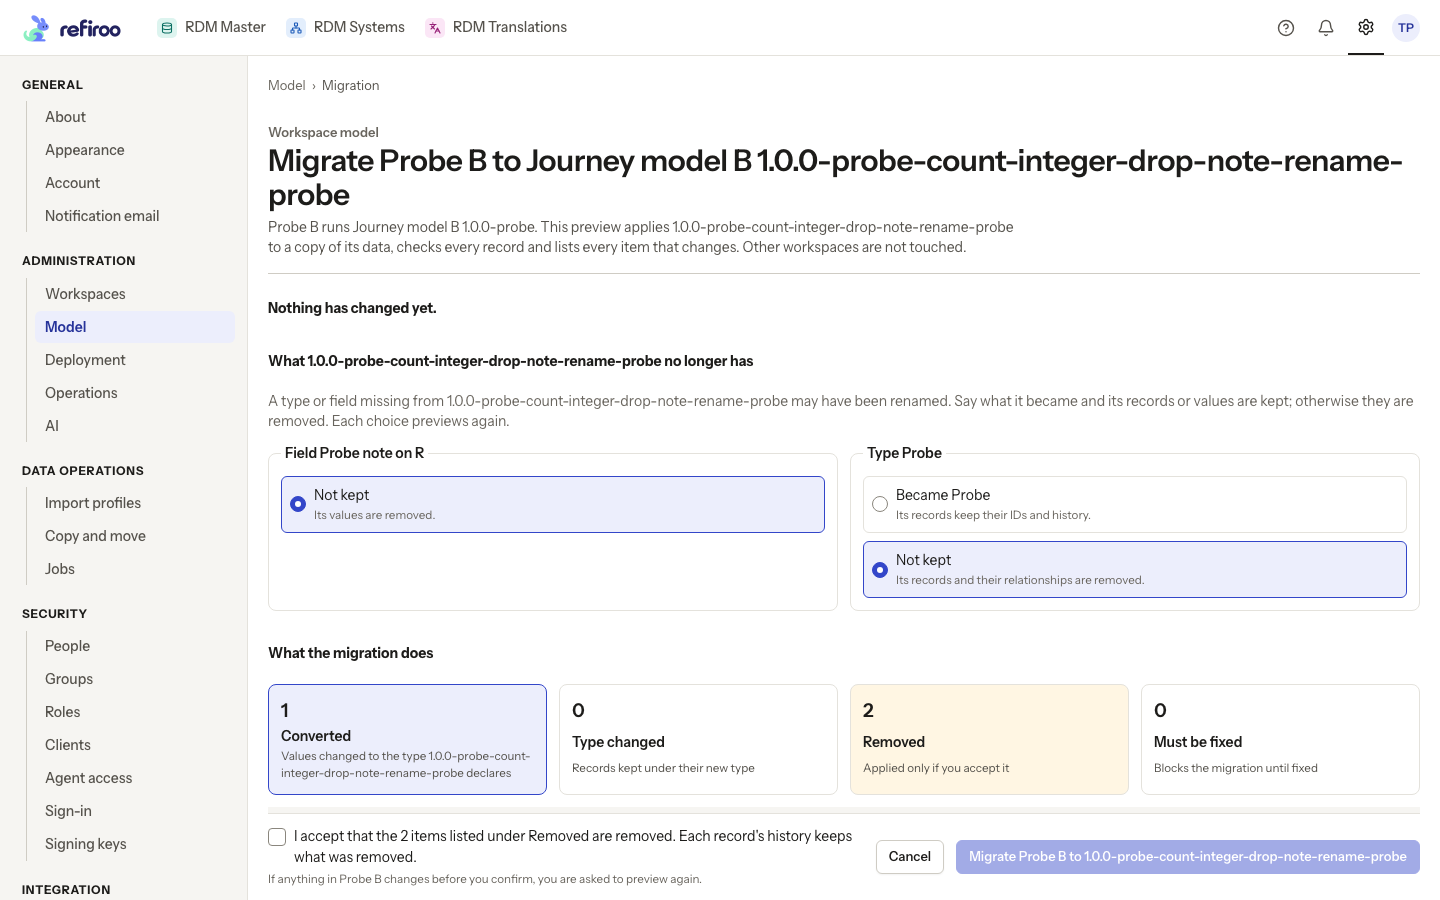 refiroo
RDM Master
RDM Systems
RDM Translations
TP
GENERAL
About
Appearance
Account
Notification email
ADMINISTRATION
Workspaces
Model
Deployment
Operations
AI
DATA OPERATIONS
Import profiles
Copy and move
Jobs
SECURITY
People
Groups
Roles
Clients
Agent access
Sign-in
Signing keys
INTEGRATION
Model › Migration
Workspace model
Migrate Probe B to Journey model B 1.0.0-probe-count-integer-drop-note-rename-
probe
Probe B runs Journey model B 1.0.0-probe. This preview applies 1.0.0-probe-count-integer-drop-note-rename-probe
to a copy of its data, checks every record and lists every item that changes. Other workspaces are not touched.
Nothing has changed yet.
What 1.0.0-probe-count-integer-drop-note-rename-probe no longer has
A type or field missing from 1.0.0-probe-count-integer-drop-note-rename-probe may have been renamed. Say what it became and its records or values are kept; otherwise they are
removed. Each choice previews again.
Field Probe note on R
Not kept
Its values are removed.
Type Probe
Became Probe
Its records keep their IDs and history.
Not kept
Its records and their relationships are removed.
What the migration does
1
Converted
Values changed to the type 1.0.0-probe-count-
integer-drop-note-rename-probe declares
0
Type changed
Records kept under their new type
2
Removed
Applied only if you accept it
0
Must be fixed
Blocks the migration until fixed
I accept that the 2 items listed under Removed are removed. Each record's history keeps
what was removed.
If anything in Probe B changes before you confirm, you are asked to preview again.
Cancel
Migrate Probe B to 1.0.0-probe-count-integer-drop-note-rename-probe